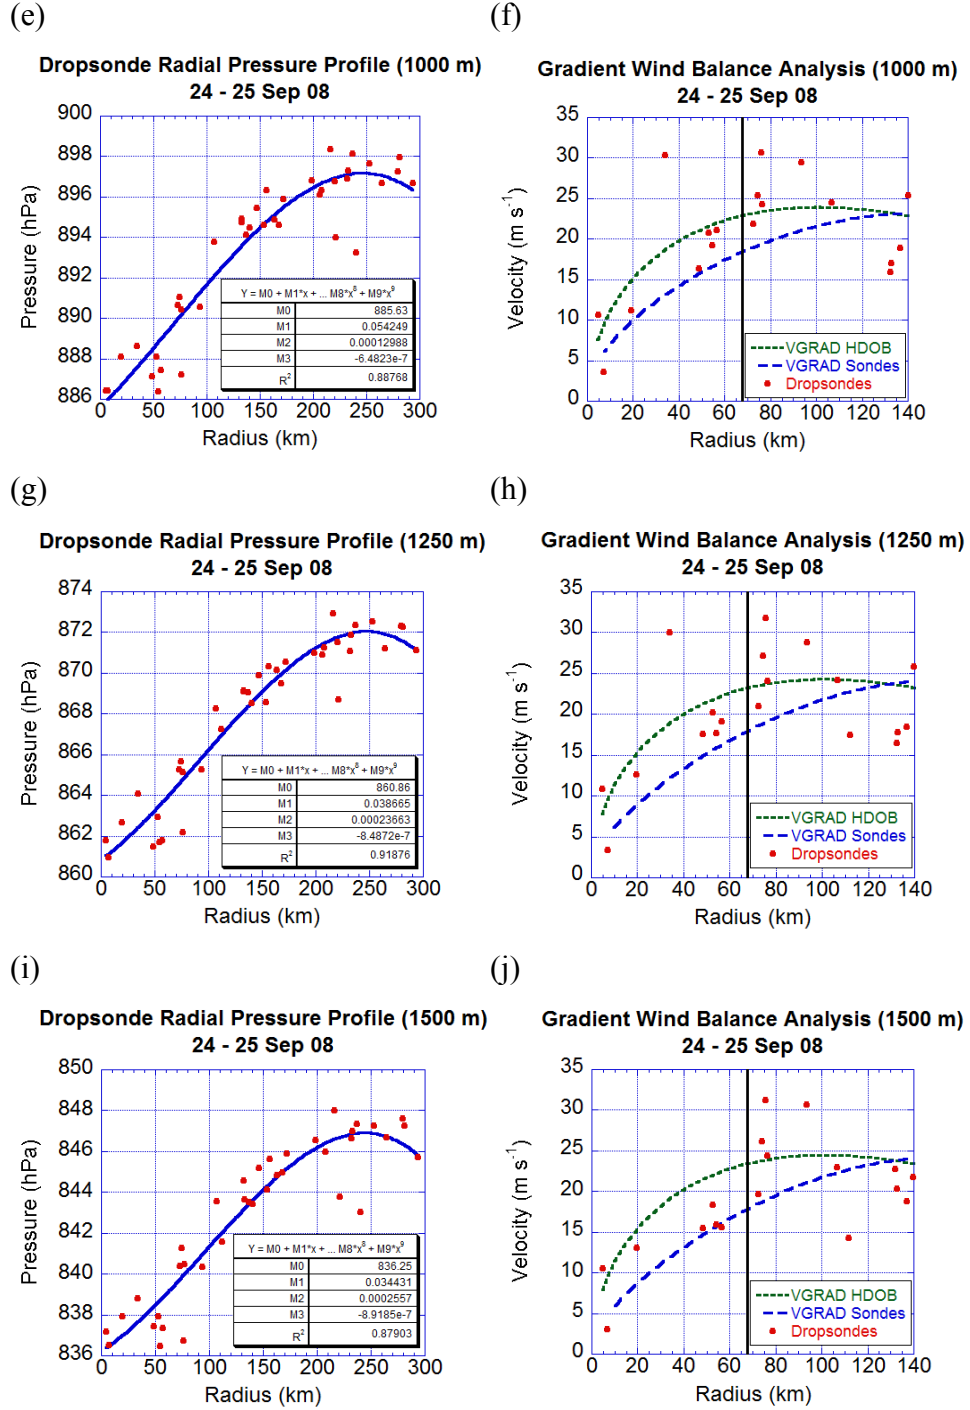 (e)
(f)
Dropsonde Radial Pressure Profile (1000 m)
24 - 25 Sep 08
Gradient Wind Balance Analysis (1000 m)
24 - 25 Sep 08
900
898
896
894
892
890
888
886
Pressure (hPa)
Y = M0 + M1*x + ... M8*x⁸ + M9*x⁹
M0 885.63
M1 0.054249
M2 0.00012988
M3 -6.4823e-7
R² 0.88768
0 50 100 150 200 250 300
Radius (km)
35
30
25
20
15
10
5
0
Velocity (m s⁻¹)
VGRAD HDOB
VGRAD Sondes
Dropsondes
0 20 40 60 80 100 120 140
Radius (km)
(g)
(h)
Dropsonde Radial Pressure Profile (1250 m)
24 - 25 Sep 08
Gradient Wind Balance Analysis (1250 m)
24 - 25 Sep 08
874
872
870
868
866
864
862
860
Pressure (hPa)
Y = M0 + M1*x + ... M8*x⁸ + M9*x⁹
M0 860.86
M1 0.038665
M2 0.00023663
M3 -8.4872e-7
R² 0.91876
0 50 100 150 200 250 300
Radius (km)
35
30
25
20
15
10
5
0
Velocity (m s⁻¹)
VGRAD HDOB
VGRAD Sondes
Dropsondes
0 20 40 60 80 100 120 140
Radius (km)
(i)
(j)
Dropsonde Radial Pressure Profile (1500 m)
24 - 25 Sep 08
Gradient Wind Balance Analysis (1500 m)
24 - 25 Sep 08
850
848
846
844
842
840
838
836
Pressure (hPa)
Y = M0 + M1*x + ... M8*x⁸ + M9*x⁹
M0 836.25
M1 0.034431
M2 0.0002557
M3 -8.9185e-7
R² 0.87903
0 50 100 150 200 250 300
Radius (km)
35
30
25
20
15
10
5
0
Velocity (m s⁻¹)
VGRAD HDOB
VGRAD Sondes
Dropsondes
0 20 40 60 80 100 120 140
Radius (km)